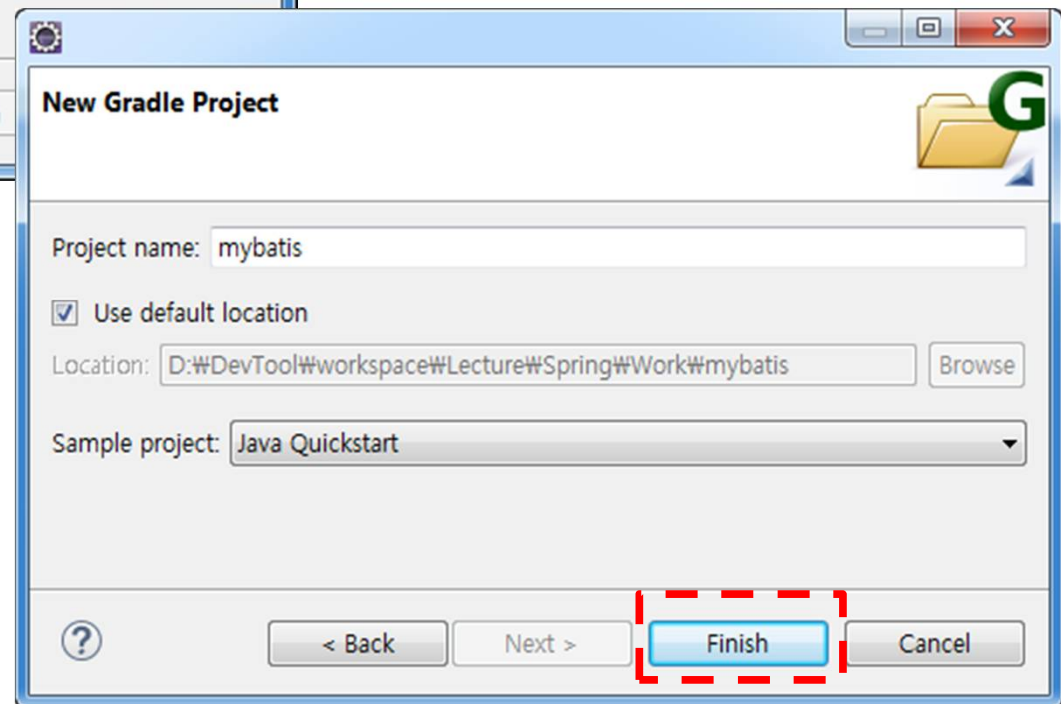 New Gradle Project
G
Project name: mybatis
Use default location
Location: D:₩DevTool₩workspace₩Lecture₩Spring₩Work₩mybatis Browse
Sample project: Java Quickstart
? < Back Next > Finish Cancel